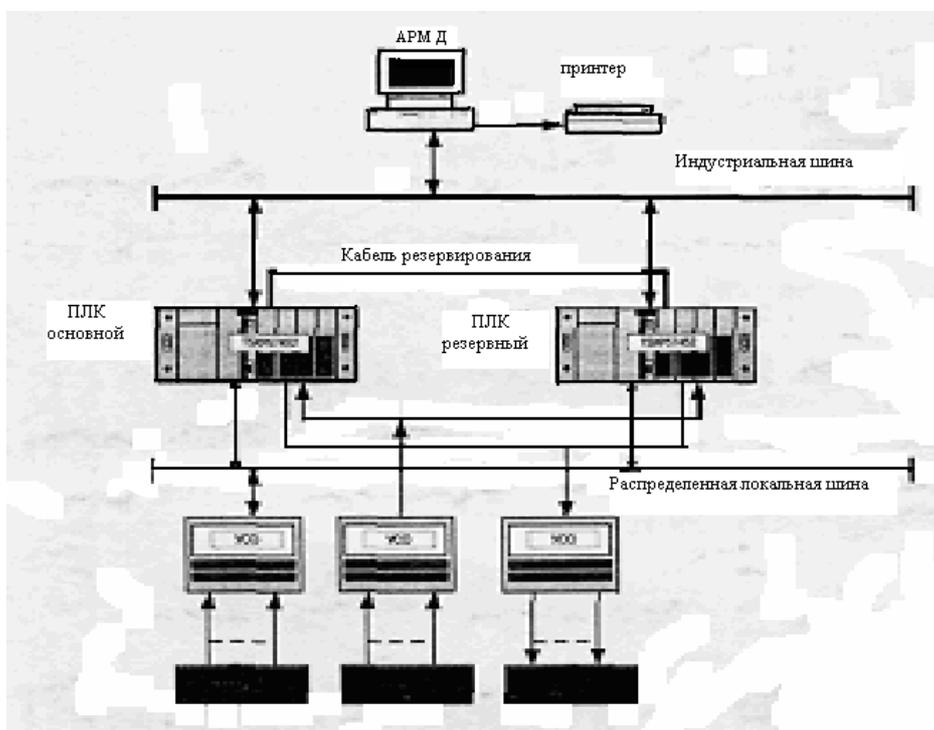 АРМ Д
принтер
Индустриальная шина
Кабель резервирования
ПЛК
основной
ПЛК
резервный
Распределенная локальная шина
УСО
УСО
УСО